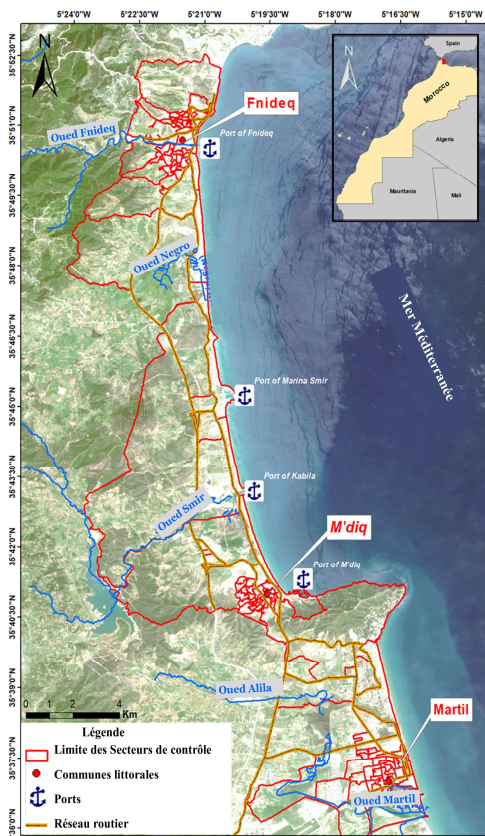 5°24'0"W 5°22'30"W 5°21'0"W 5°19'30"W 5°18'0"W 5°16'30"W 5°15'0"W
35°52'30"N
35°51'0"N
35°49'30"N
35°48'0"N
35°46'30"N
35°45'0"N
35°43'30"N
35°42'0"N
35°40'30"N
35°39'0"N
35°37'30"N
35°36'0"N
N
N
Spain
Morocco
Algeria
Mauritania
Mali
Fnideq
Port of Fnideq
Oued Fnideq
Oued Negro
Mer Méditerranée
Port of Marina Smir
Port of Kabila
Oued Smir
M'diq
Port of M'diq
Oued Alila
Martil
Oued Martil
0 2 4
Km
Légende
Limite des Secteurs de contrôle
Communes littorales
Ports
Réseau routier